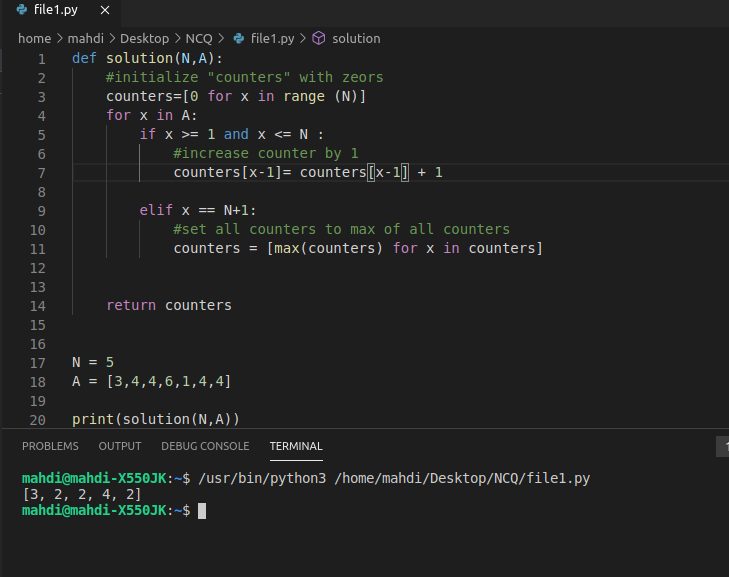 file1.py ×
home > mahdi > Desktop > NCQ > file1.py > solution
1 def solution(N,A):
2     #initialize "counters" with zeors
3     counters=[0 for x in range (N)]
4     for x in A:
5         if x >= 1 and x <= N :
6             #increase counter by 1
7             counters[x-1]= counters[x-1] + 1
8
9         elif x == N+1:
10             #set all counters to max of all counters
11             counters = [max(counters) for x in counters]
12
13
14     return counters
15
16
17 N = 5
18 A = [3,4,4,6,1,4,4]
19
20 print(solution(N,A))
PROBLEMS OUTPUT DEBUG CONSOLE TERMINAL 1
mahdi@mahdi-X550JK:~$ /usr/bin/python3 /home/mahdi/Desktop/NCQ/file1.py
[3, 2, 2, 4, 2]
mahdi@mahdi-X550JK:~$